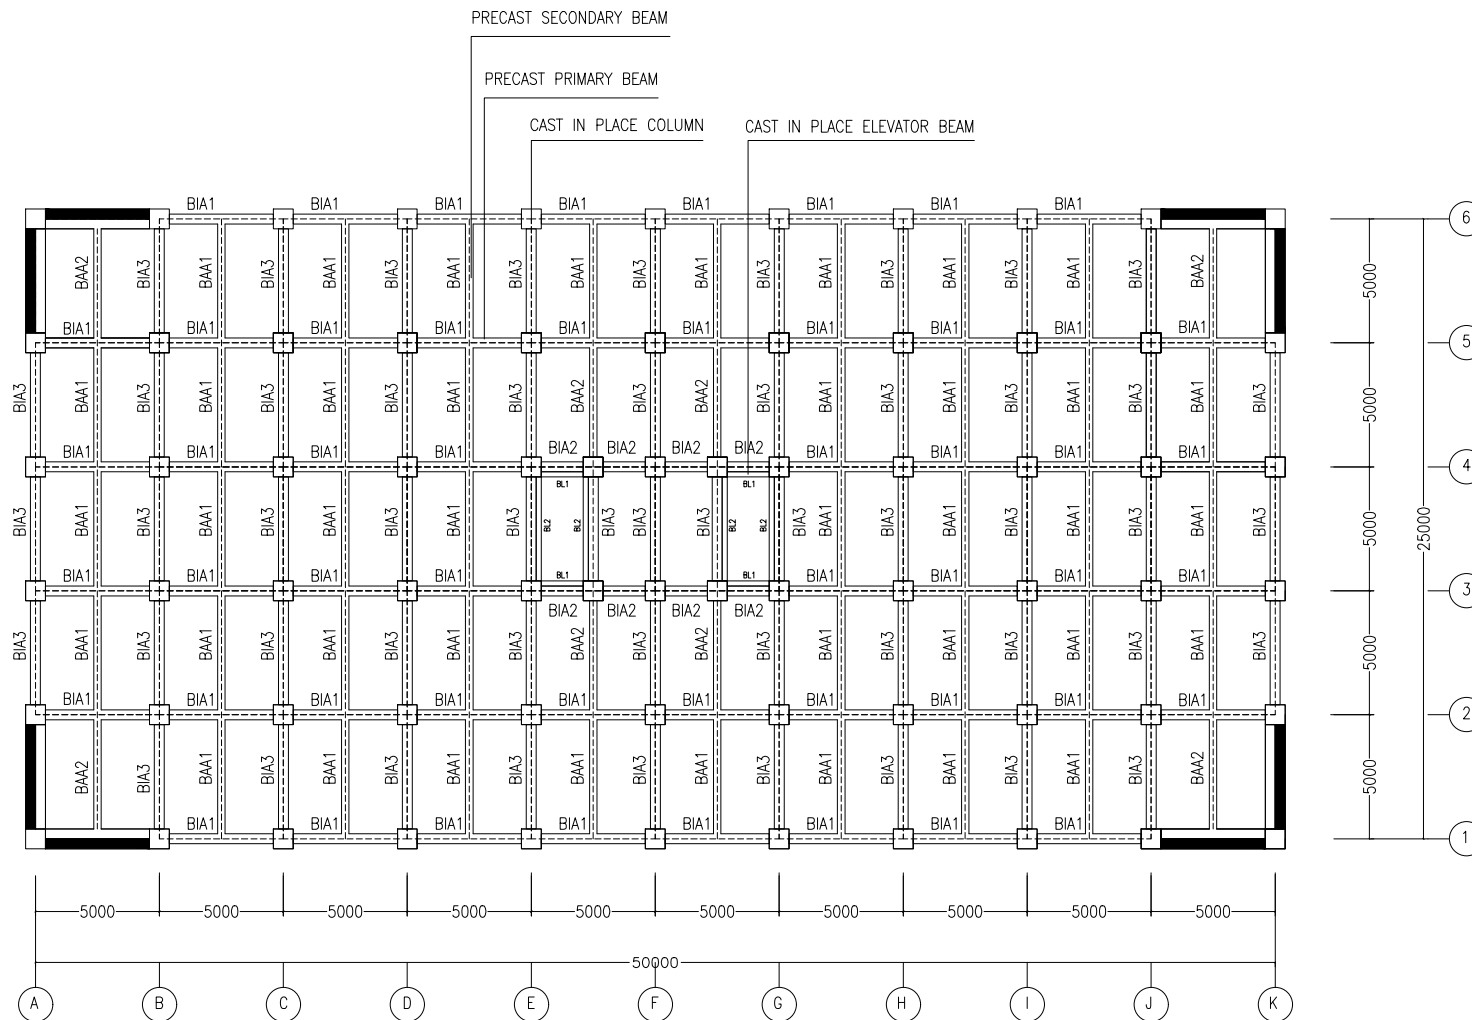 PRECAST SECONDARY BEAM
PRECAST PRIMARY BEAM
CAST IN PLACE COLUMN
CAST IN PLACE ELEVATOR BEAM
BIA1 BIA1 BIA1 BIA1 BIA1 BIA1 BIA1 BIA1
6
BAA2 BIA3 BAA1 BIA3 BAA1 BIA3 BAA1 BIA3 BAA1 BIA3 BAA1 BIA3 BAA1 BIA3 BAA1 BIA3 BAA1 BIA3 BAA2
5000
BIA1 BIA1 BIA1 BIA1 BIA1 BIA1 BIA1 BIA1 BIA1 BIA1
5
BIA3 BAA1 BIA3 BAA1 BIA3 BAA1 BIA3 BAA1 BIA3 BAA2 BIA3 BAA2 BIA3 BAA1 BIA3 BAA1 BIA3 BAA1 BIA3 BAA1 BIA3
5000
BIA1 BIA1 BIA1 BIA1 BIA2 BIA2 BIA2 BIA2 BIA1 BIA1 BIA1 BIA1
4
BL1 BL1
BIA3 BAA1 BIA3 BAA1 BIA3 BAA1 BIA3 BAA1 BIA3 BL2 BL2 BIA3 BIA3 BIA3 BL2 BL2 BIA3 BAA1 BIA3 BAA1 BIA3 BAA1 BIA3 BAA1 BIA3
5000
25000
BL1 BL1
BIA1 BIA1 BIA1 BIA1 BIA1 BIA1 BIA1 BIA1
3
BIA2 BIA2 BIA2 BIA2
BIA3 BAA1 BIA3 BAA1 BIA3 BAA1 BIA3 BAA1 BIA3 BAA2 BIA3 BAA2 BIA3 BAA1 BIA3 BAA1 BIA3 BAA1 BIA3 BAA1 BIA3
5000
BIA1 BIA1 BIA1 BIA1 BIA1 BIA1 BIA1 BIA1 BIA1 BIA1
2
BAA2 BIA3 BAA1 BIA3 BAA1 BIA3 BAA1 BIA3 BAA1 BIA3 BAA1 BIA3 BAA1 BIA3 BAA1 BIA3 BAA1 BIA3 BAA2
5000
BIA1 BIA1 BIA1 BIA1 BIA1 BIA1 BIA1 BIA1
1
5000 5000 5000 5000 5000 5000 5000 5000 5000 5000
50000
A B C D E F G H I J K